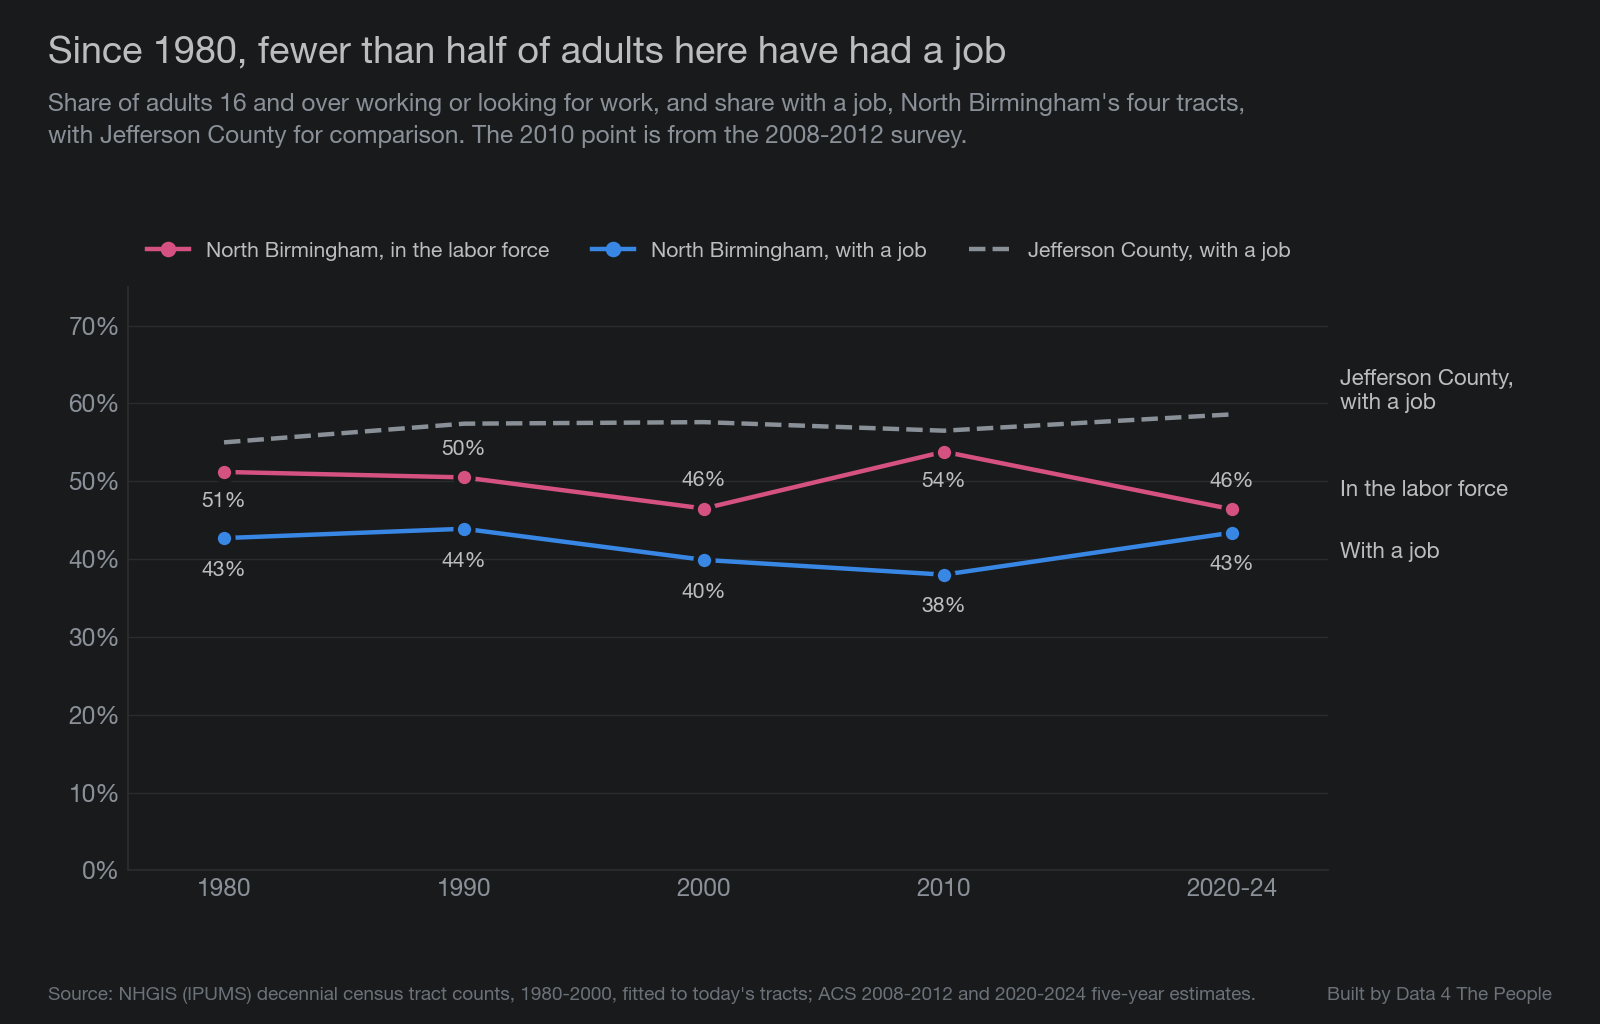 Since 1980, fewer than half of adults here have had a job
Share of adults 16 and over working or looking for work, and share with a job, North Birmingham's four tracts,
with Jefferson County for comparison. The 2010 point is from the 2008-2012 survey.
North Birmingham, in the labor force
North Birmingham, with a job
Jefferson County, with a job
70%
60%
50%
40%
30%
20%
10%
0%
51%
50%
46%
54%
46%
43%
44%
40%
38%
43%
Jefferson County,
with a job
In the labor force
With a job
1980
1990
2000
2010
2020-24
Source: NHGIS (IPUMS) decennial census tract counts, 1980-2000, fitted to today's tracts; ACS 2008-2012 and 2020-2024 five-year estimates.
Built by Data 4 The People